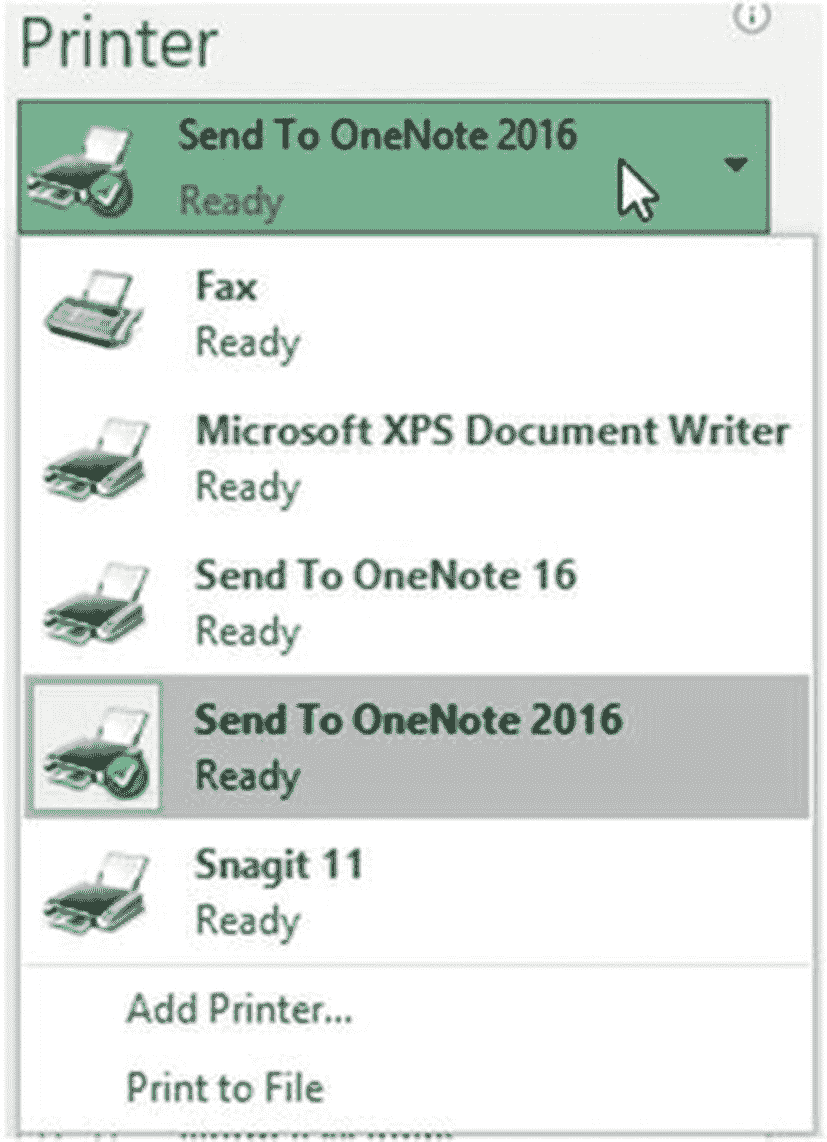 Printer
Send To OneNote 2016
Ready
Fax
Ready
Microsoft XPS Document Writer
Ready
Send To OneNote 16
Ready
Send To OneNote 2016
Ready
Snagit 11
Ready
Add Printer...
Print to File